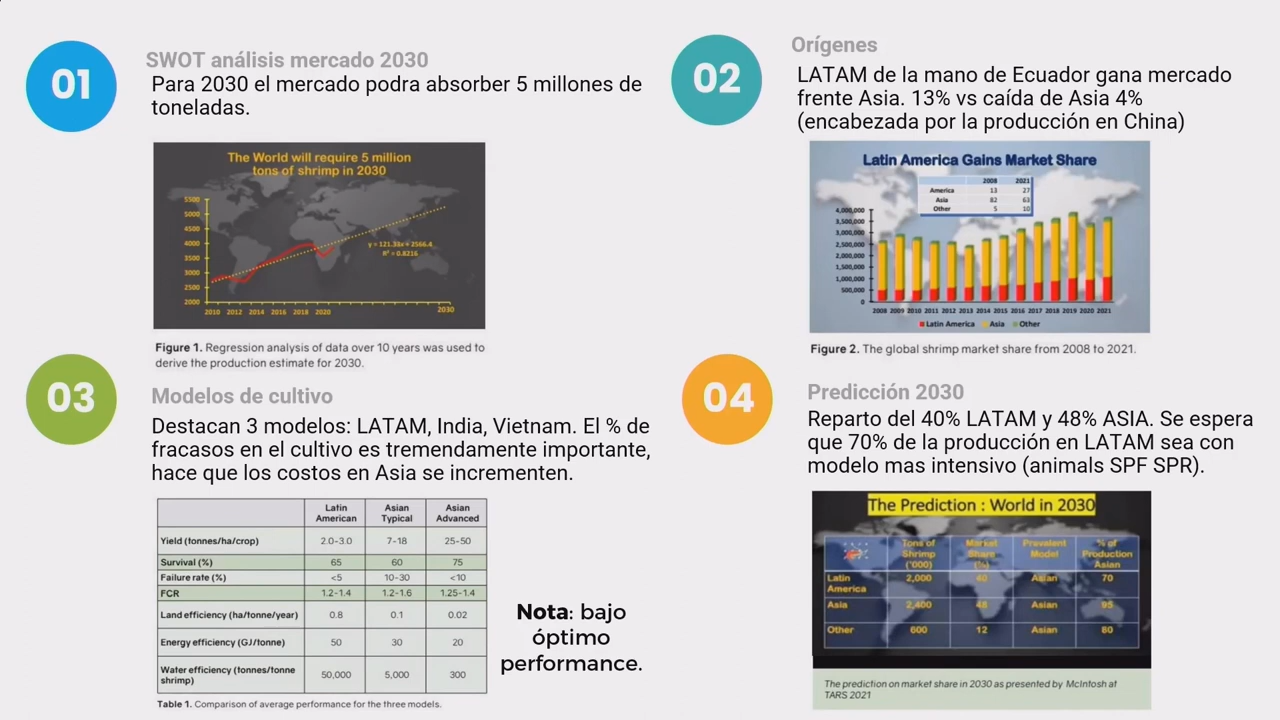 01
SWOT análisis mercado 2030
Para 2030 el mercado podra absorber 5 millones de
toneladas.
The World will require 5 million
tons of shrimp in 2030
5500
5000
4500
4000
3500
3000
2500
2000
y = 121.38x + 2566.4
R² = 0.8216
2010 2012 2014 2016 2018 2020 2030
Figure 1. Regression analysis of data over 10 years was used to
derive the production estimate for 2030.
02
Orígenes
LATAM de la mano de Ecuador gana mercado
frente Asia. 13% vs caída de Asia 4%
(encabezada por la producción en China)
Latin America Gains Market Share
2008 2021
America 13 27
Asia 82 63
Other 5 10
4,000,000
3,500,000
3,000,000
2,500,000
2,000,000
1,500,000
1,000,000
500,000
0
2008 2009 2010 2011 2012 2013 2014 2015 2016 2017 2018 2019 2020 2021
Latin America Asia Other
Figure 2. The global shrimp market share from 2008 to 2021.
03
Modelos de cultivo
Destacan 3 modelos: LATAM, India, Vietnam. El % de
fracasos en el cultivo es tremendamente importante,
hace que los costos en Asia se incrementen.
Latin American Asian Typical Asian Advanced
Yield (tonnes/ha/crop) 2.0-3.0 7-18 25-50
Survival (%) 65 60 75
Failure rate (%) <5 10-30 <10
FCR 1.2-1.4 1.2-1.6 1.25-1.4
Land efficiency (ha/tonne/year) 0.8 0.1 0.02
Energy efficiency (GJ/tonne) 50 30 20
Water efficiency (tonnes/tonne shrimp) 50,000 5,000 300
Table 1. Comparison of average performance for the three models.
Nota: bajo
óptimo
performance.
04
Predicción 2030
Reparto del 40% LATAM y 48% ASIA. Se espera
que 70% de la producción en LATAM sea con
modelo mas intensivo (animals SPF SPR).
The Prediction : World in 2030
Tons of Shrimp ('000) Market Share (%) Prevalent Model % of Production Asian
Latin America 2,000 40 Asian 70
Asia 2,400 48 Asian 95
Other 600 12 Asian 80
The prediction on market share in 2030 as presented by McIntosh at
TARS 2021